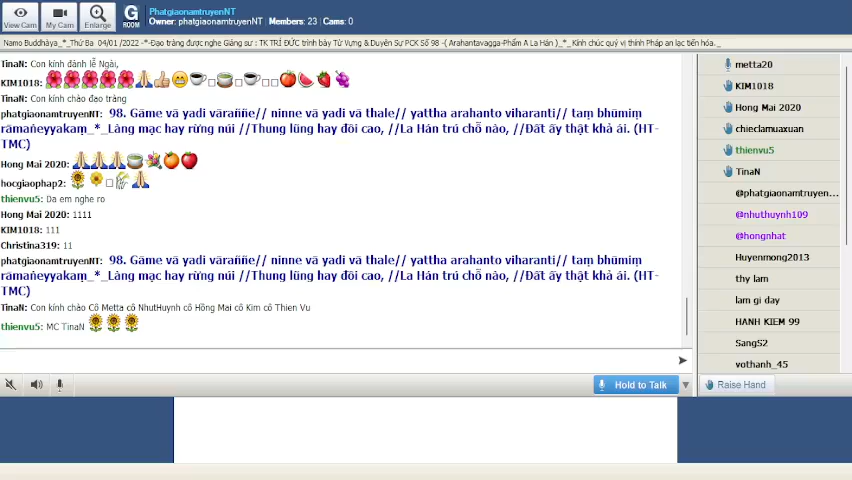 PhatgiaonamtruyenNT
Owner: phatgiaonamtruyenNT Members: 23 | Cams: 0
View Cam
My Cam
Enlarge
G ROOM
Namo Buddhàya_*_Thứ Ba 04/01 /2022 -*-Đạo tràng được nghe Giảng sư : TK TRÍ ĐỨC trình bày Từ Vựng & Duyên Sự PCK Số 98 -( Arahantavagga-Phẩm A La Hán )_*_Kính chúc quý vị thính Pháp an lạc tiến hóa._
TinaN: Con kính đảnh lễ Ngài,
KIM1018:
TinaN: Con kính chào đạo tràng
phatgiaonamtruyenNT: 98. Gāme vā yadi vāraññe// ninne vā yadi vā thale// yattha arahanto viharanti// taṃ bhūmiṃ
rāmaṇeyyakaṃ_*_Làng mạc hay rừng núi //Thung lũng hay đồi cao, //La Hán trú chỗ nào, //Đất ấy thật khả ái. (HT-
TMC)
Hong Mai 2020:
hocgiaophap2:
thienvu5: Da em nghe ro
Hong Mai 2020: 1111
KIM1018: 111
Christina319: 11
phatgiaonamtruyenNT: 98. Gāme vā yadi vāraññe// ninne vā yadi vā thale// yattha arahanto viharanti// taṃ bhūmiṃ
rāmaṇeyyakaṃ_*_Làng mạc hay rừng núi //Thung lũng hay đồi cao, //La Hán trú chỗ nào, //Đất ấy thật khả ái. (HT-
TMC)
TinaN: Con kính chào Cô Metta cô NhutHuynh cô Hồng Mai cô Kim cô Thien Vu
thienvu5: MC TinaN
Hold to Talk
metta20
KIM1018
Hong Mai 2020
chieclamuaxuan
thienvu5
TinaN
@phatgiaonamtruyen...
@nhuthuynh109
@hongnhat
Huyenmong2013
thy lam
lam gi day
HANH KIEM 99
SangS2
vothanh_45
Raise Hand